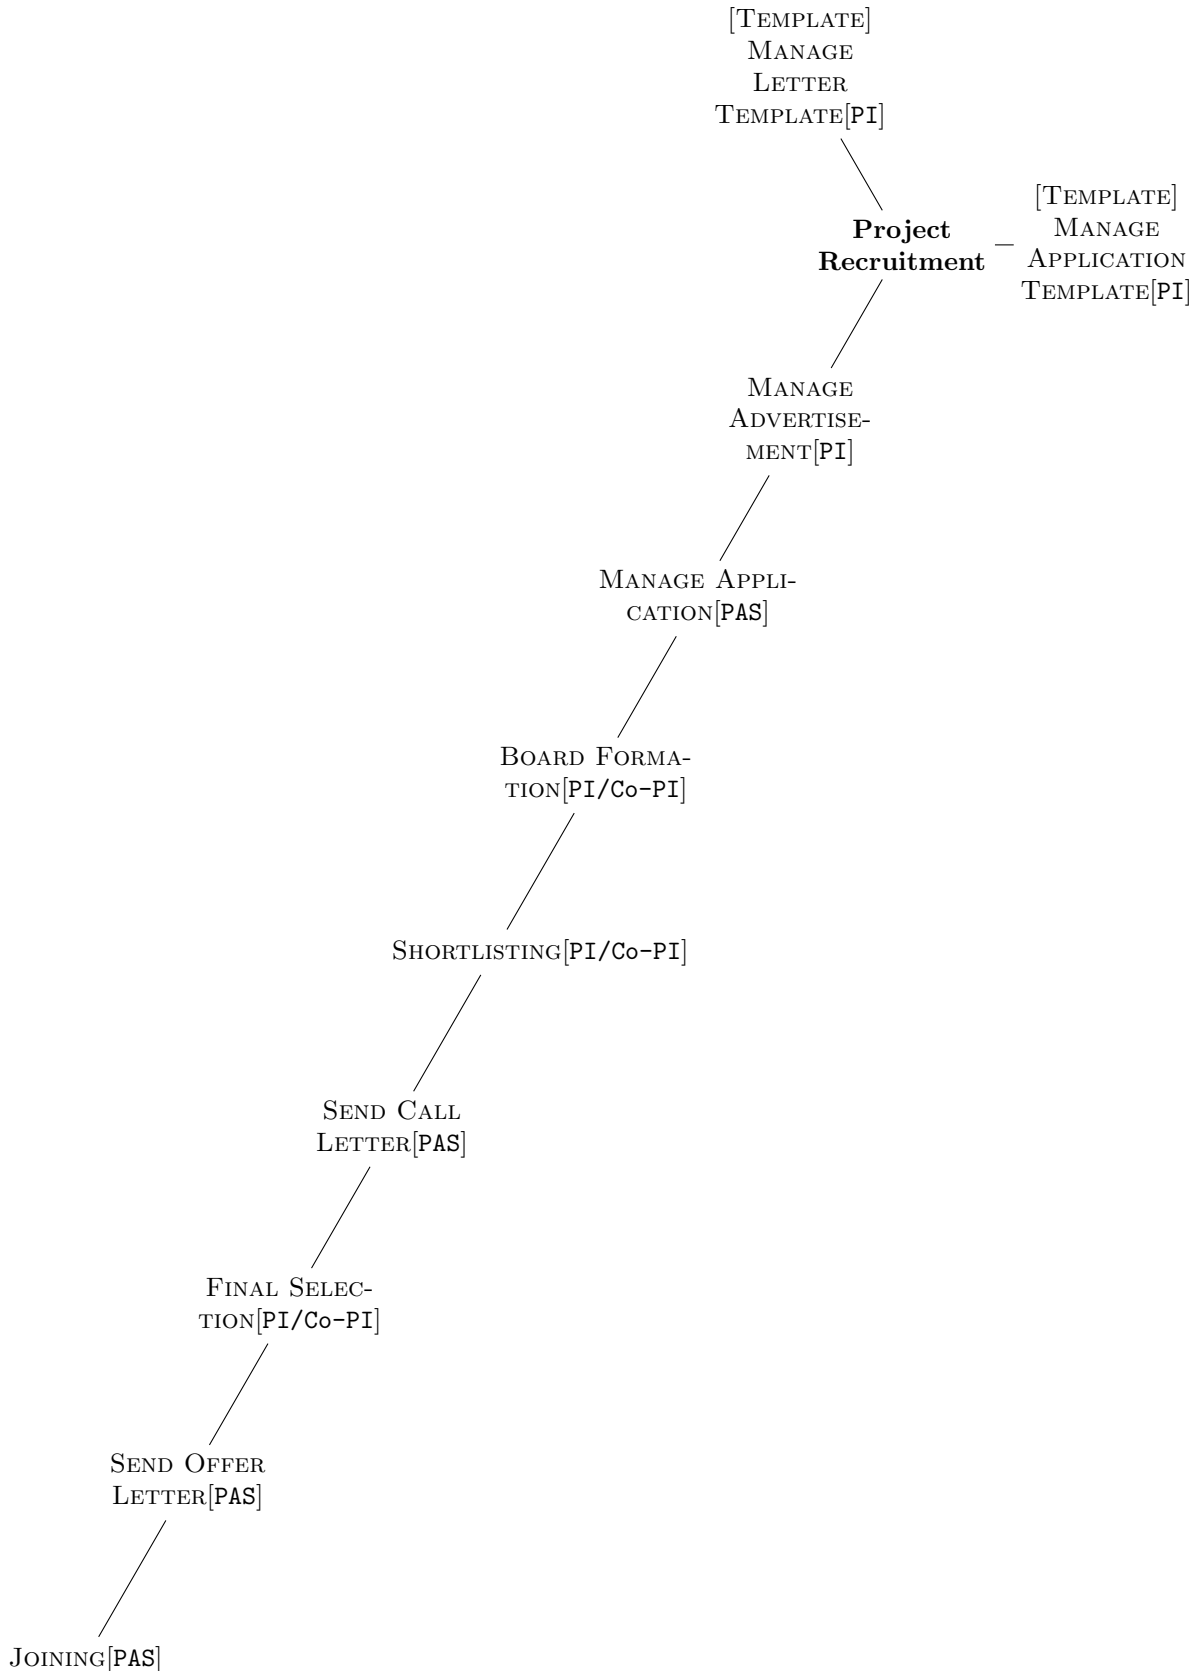 [Template]
Manage
Letter
Template[PI]
Project
Recruitment
[Template]
Manage
Application
Template[PI]
Manage
Advertise-
ment[PI]
Manage Appli-
cation[PAS]
Board Forma-
tion[PI/Co-PI]
Shortlisting[PI/Co-PI]
Send Call
Letter[PAS]
Final Selec-
tion[PI/Co-PI]
Send Offer
Letter[PAS]
Joining[PAS]